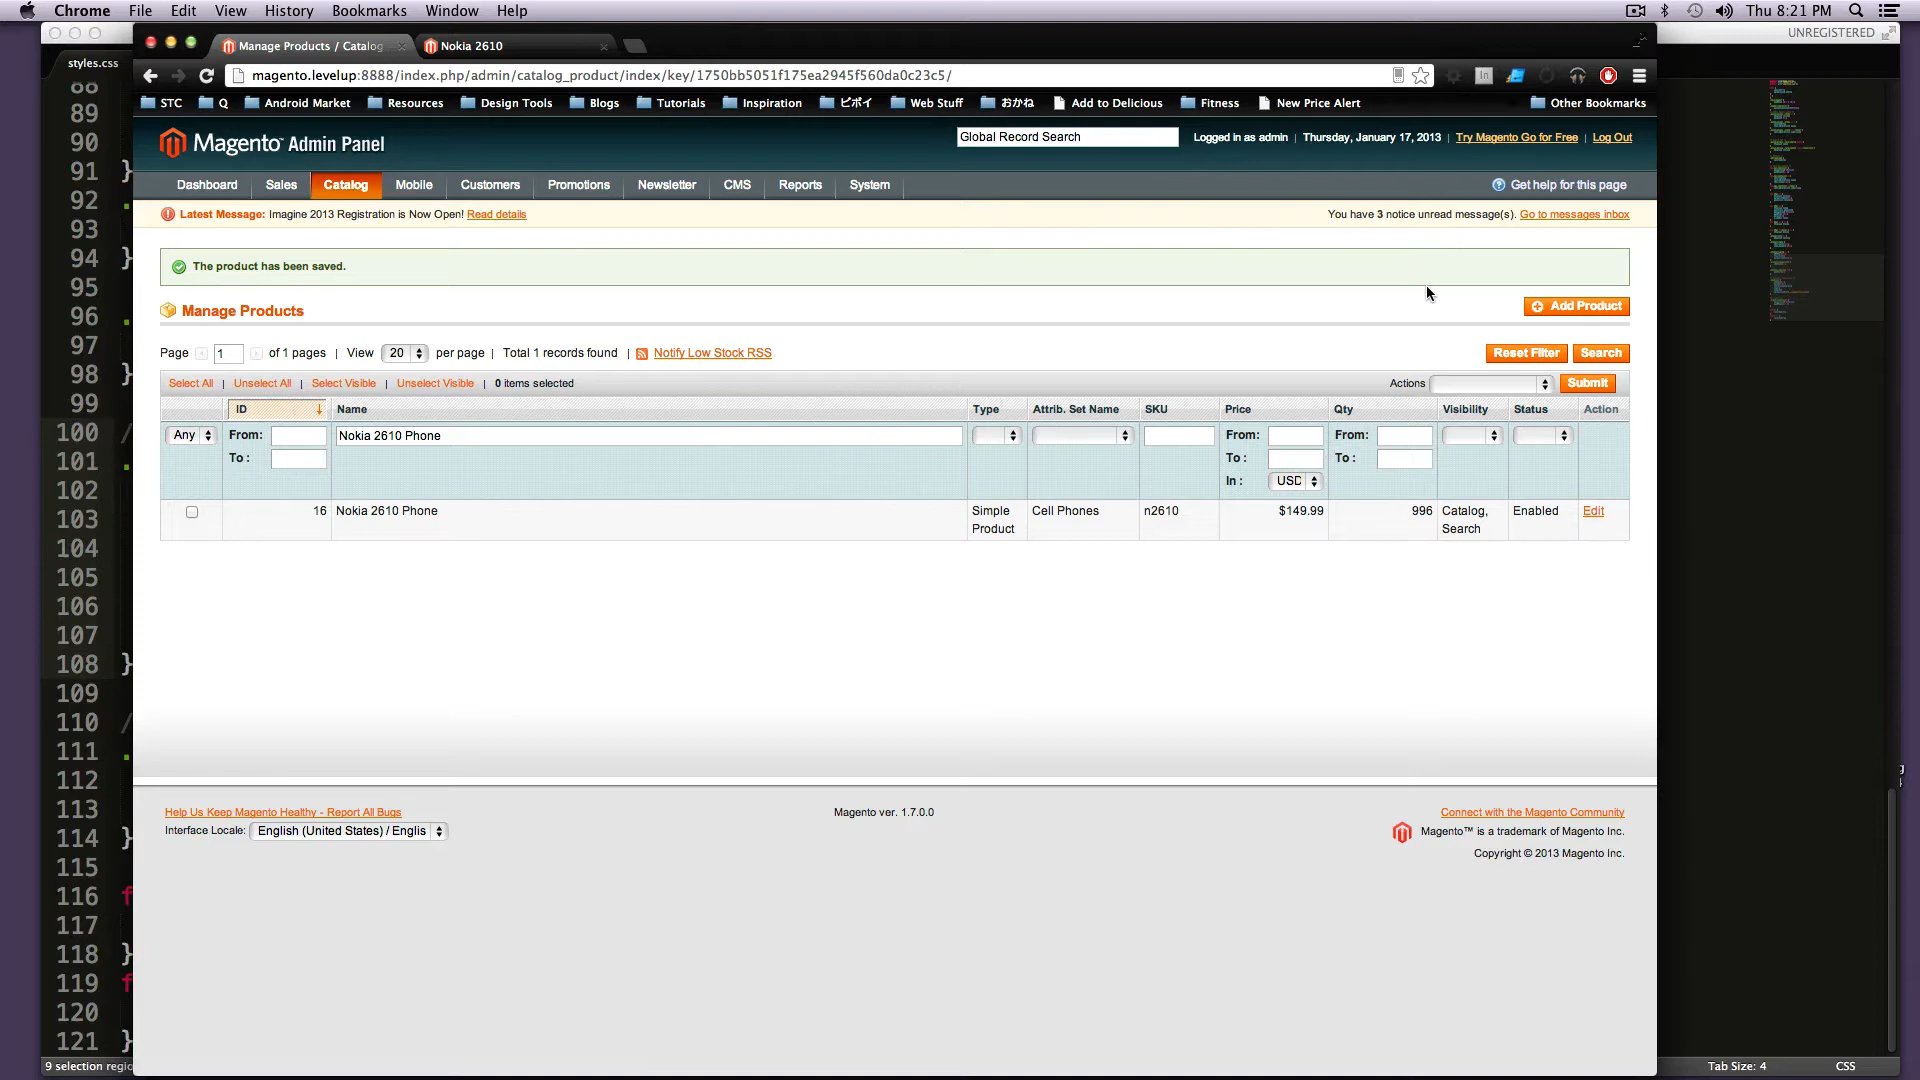 Chrome File Edit View History Bookmarks Window Help Thu 8:21 PM
UNREGISTERED
styles.css
Manage Products / Catalog Nokia 2610
magento.levelup:8888/index.php/admin/catalog_product/index/key/1750bb5051f175ea2945f560da0c23c5/
STC Q Android Market Resources Design Tools Blogs Tutorials Inspiration ビボイ Web Stuff おかね Add to Delicious Fitness New Price Alert Other Bookmarks
Magento™ Admin Panel Global Record Search Logged in as admin | Thursday, January 17, 2013 | Try Magento Go for Free | Log Out
Dashboard Sales Catalog Mobile Customers Promotions Newsletter CMS Reports System Get help for this page
Latest Message: Imagine 2013 Registration is Now Open! Read details You have 3 notice unread message(s). Go to messages inbox
The product has been saved.
Manage Products Add Product
Page 1 of 1 pages | View 20 per page | Total 1 records found | Notify Low Stock RSS Reset Filter Search
Select All | Unselect All | Select Visible | Unselect Visible | 0 items selected Actions Submit
ID Name Type Attrib. Set Name SKU Price Qty Visibility Status Action
Any From: Nokia 2610 Phone From: From:
To : To : To :
In : USD
16 Nokia 2610 Phone Simple Product Cell Phones n2610 $149.99 996 Catalog, Search Enabled Edit
Help Us Keep Magento Healthy - Report All Bugs Magento ver. 1.7.0.0 Connect with the Magento Community
Interface Locale: English (United States) / Englis Magento™ is a trademark of Magento Inc.
Copyright © 2013 Magento Inc.
88
89
90
91 }
92 .
93
94 }
95
96 .
97
98 }
99
100 /
101 .
102
103
104
105
106
107
108 }
109
110 /
111 .
112
113
114 }
115
116 f
117
118 }
119 f
120
121 }
9 selection regio Tab Size: 4 CSS